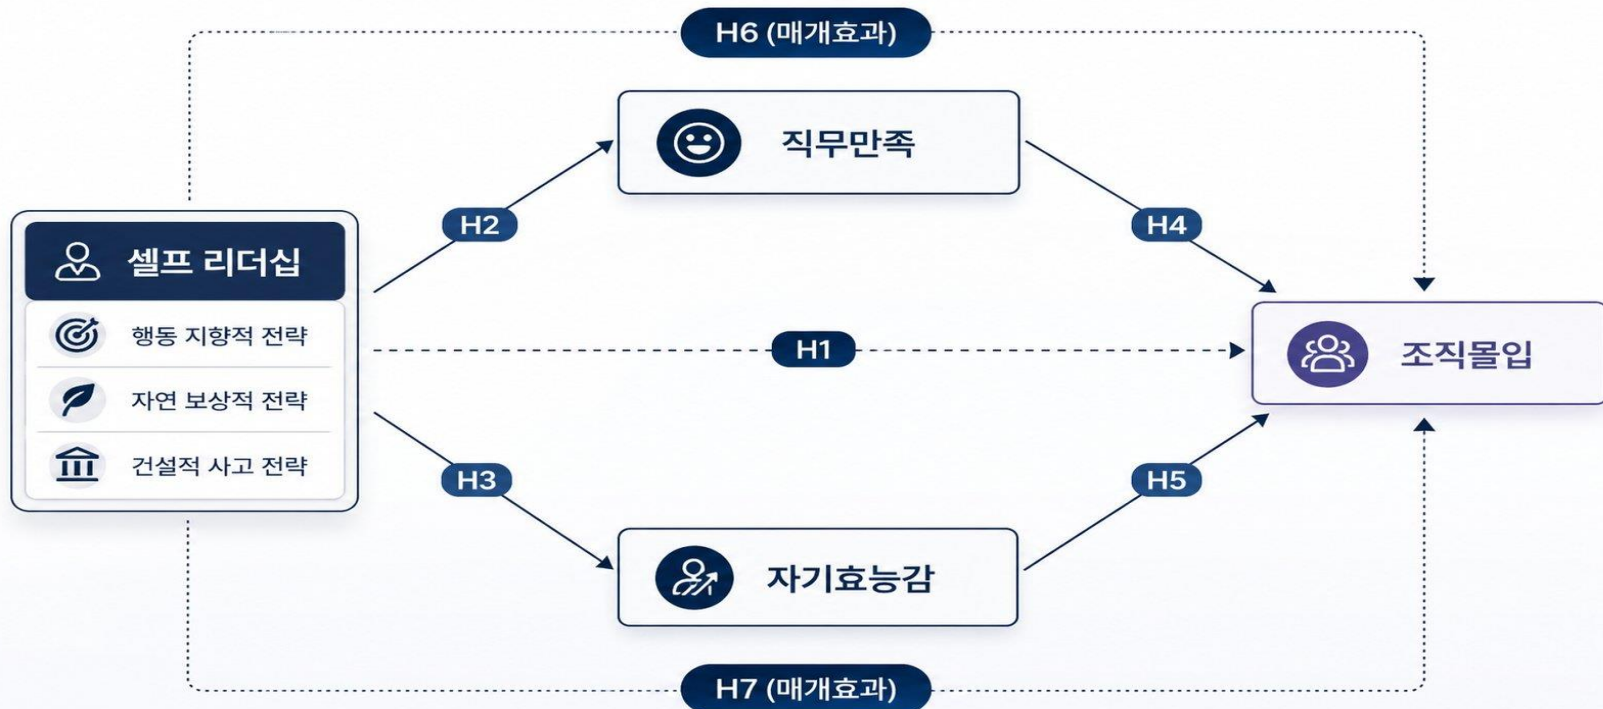 H6 (매개효과)
직무만족
H2
H4
셀프 리더십
행동 지향적 전략
자연 보상적 전략
건설적 사고 전략
H1
조직몰입
H3
H5
자기효능감
H7 (매개효과)